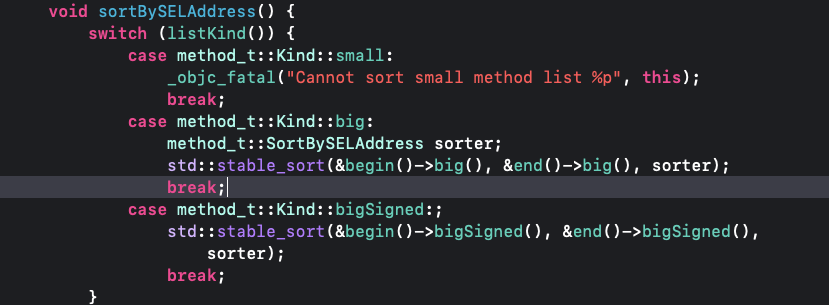 void sortBySELAddress() {
switch (listKind()) {
case method_t::Kind::small:
_objc_fatal("Cannot sort small method list %p", this);
break;
case method_t::Kind::big:
method_t::SortBySELAddress sorter;
std::stable_sort(&begin()->big(), &end()->big(), sorter);
break;
case method_t::Kind::bigSigned:;
std::stable_sort(&begin()->bigSigned(), &end()->bigSigned(),
sorter);
break;
}